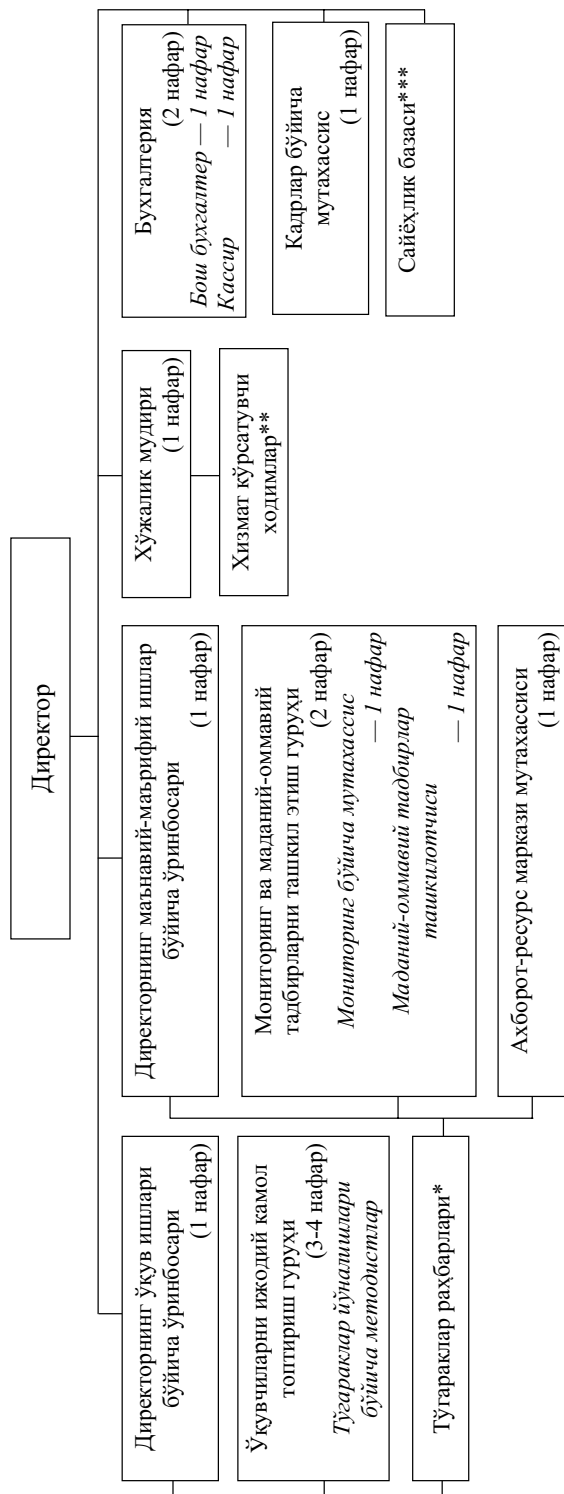 Директор
Директорнинг ўқув ишлари
бўйича ўринбосари
(1 нафар)
Ўқувчиларни ижодий камол
топтириш гуруҳи
(3-4 нафар)
Тўгараклар йўналишлари
бўйича методистлар
Тўгараклар раҳбарлари*
Директорнинг маънавий-маърифий ишлар
бўйича ўринбосари
(1 нафар)
Мониторинг ва маданий-оммавий
тадбирларни ташкил этиш гуруҳи
(2 нафар)
Мониторинг бўйича мутахассис
— 1 нафар
Маданий-оммавий тадбирлар
ташкилотчиси
— 1 нафар
Ахборот-ресурс маркази мутахассиси
(1 нафар)
Хўжалик мудири
(1 нафар)
Хизмат кўрсатувчи
ходимлар**
Бухгалтерия
(2 нафар)
Бош бухгалтер — 1 нафар
Кассир — 1 нафар
Кадрлар бўйича
мутахассис
(1 нафар)
Сайёҳлик базаси***